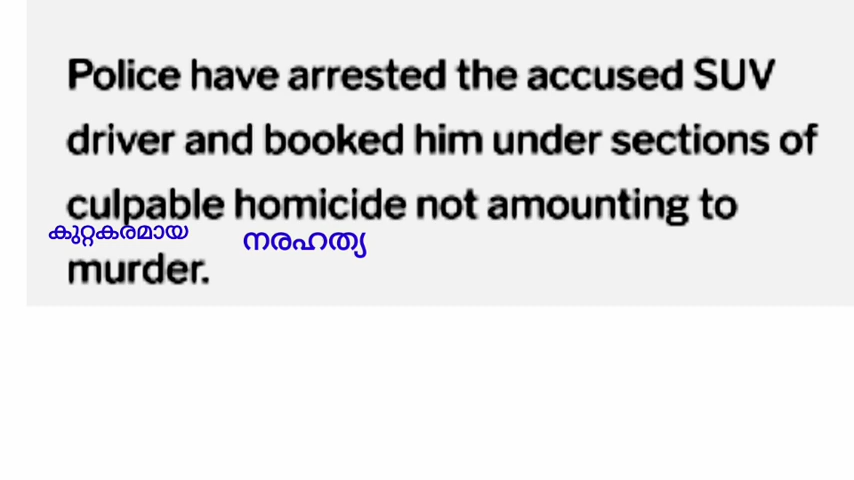 Police have arrested the accused SUV
driver and booked him under sections of
culpable homicide not amounting to
കുറ്റകരമായ നരഹത്യ
murder.